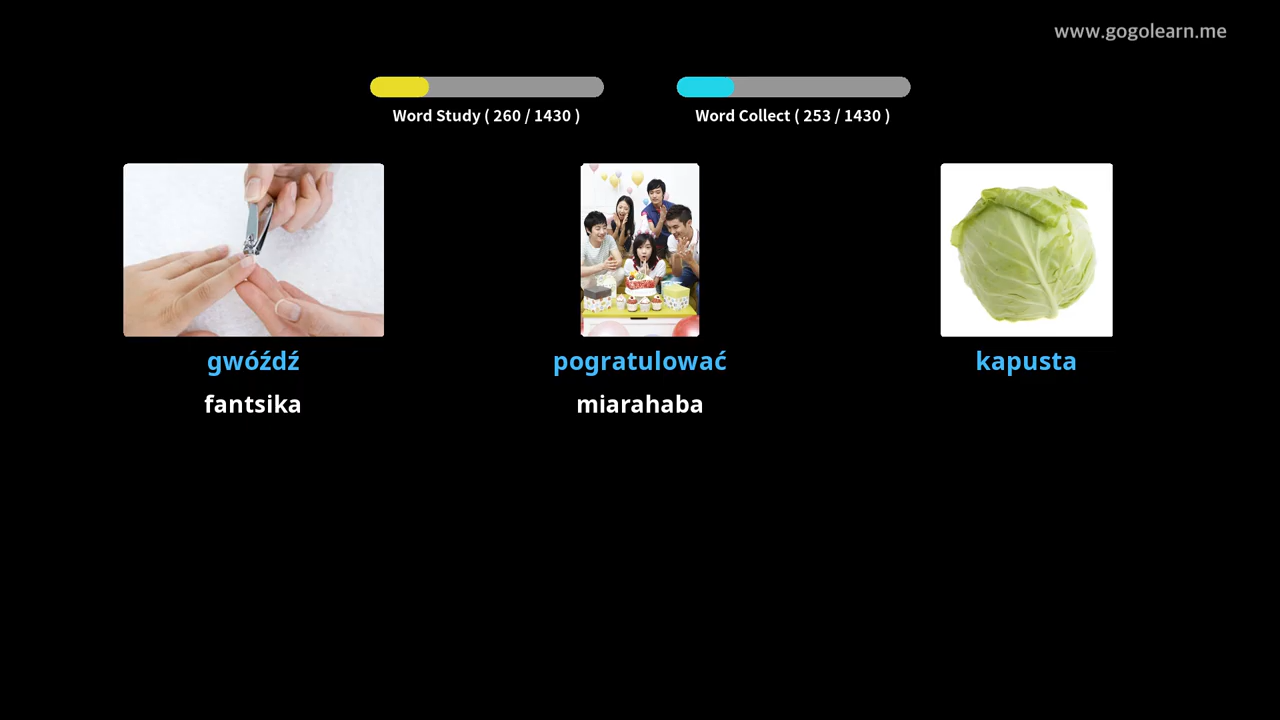 www.gogolearn.me
Word Study ( 260 / 1430 )
Word Collect ( 253 / 1430 )
gwóźdź
fantsika
pogratulować
miarahaba
kapusta